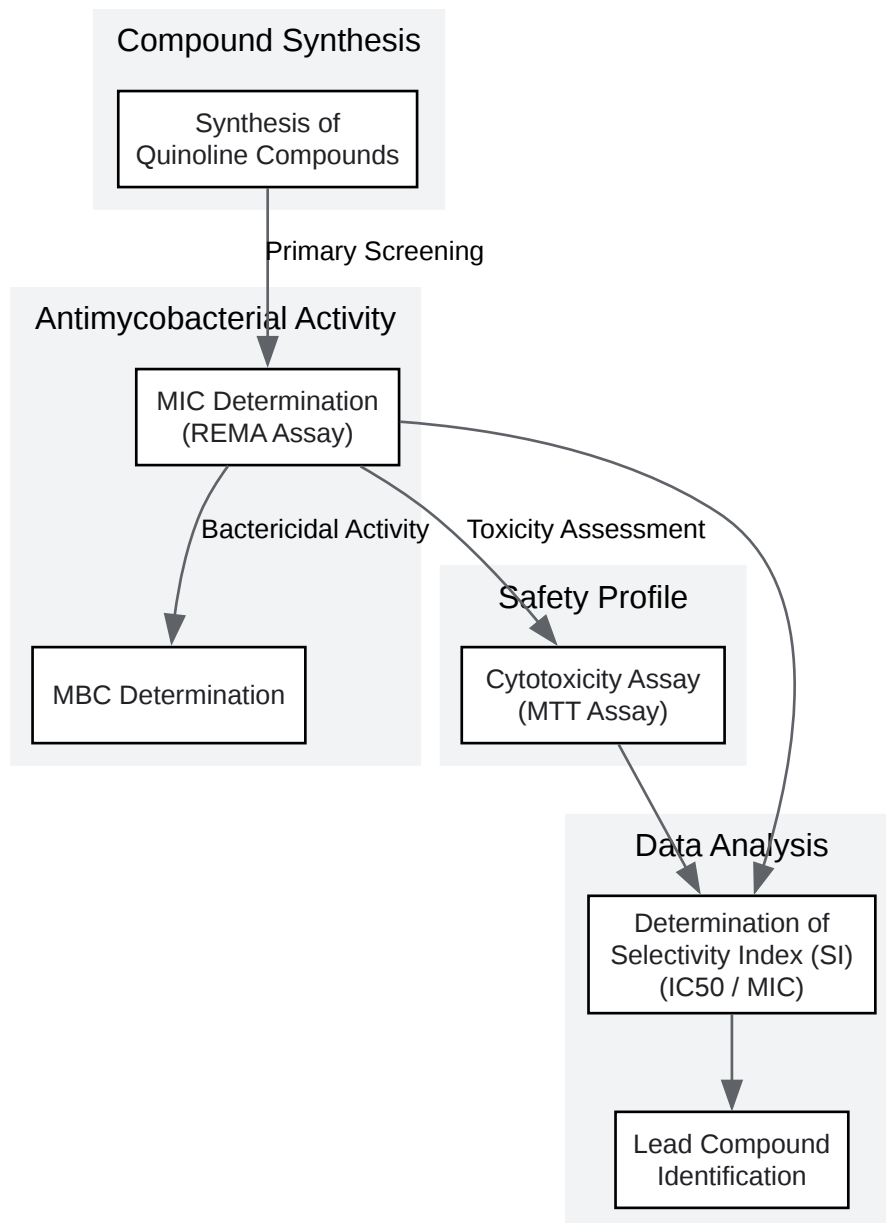 Compound Synthesis
Synthesis of
Quinoline Compounds
Primary Screening
Antimycobacterial Activity
MIC Determination
(REMA Assay)
Bactericidal Activity
Toxicity Assessment
Safety Profile
MBC Determination
Cytotoxicity Assay
(MTT Assay)
Data Analysis
Determination of
Selectivity Index (SI)
(IC50 / MIC)
Lead Compound
Identification